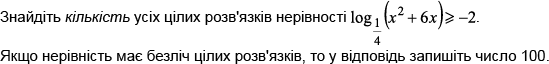 Знайдіть кількість усіх цілих розв'язків нерівності log_{1/4}(x² + 6x) ⩾ −2.
Якщо нерівність має безліч цілих розв'язків, то у відповідь запишіть число 100.